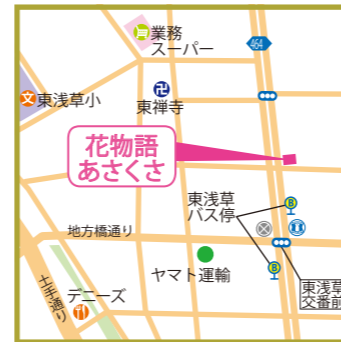 業務
スーパー
464
文
東浅草小
卍
東禅寺
花物語
あさくさ
東浅草
バス停
B
地方橋通り
ヤマト運輸
B
土手通り
デニーズ
東浅草
交番前